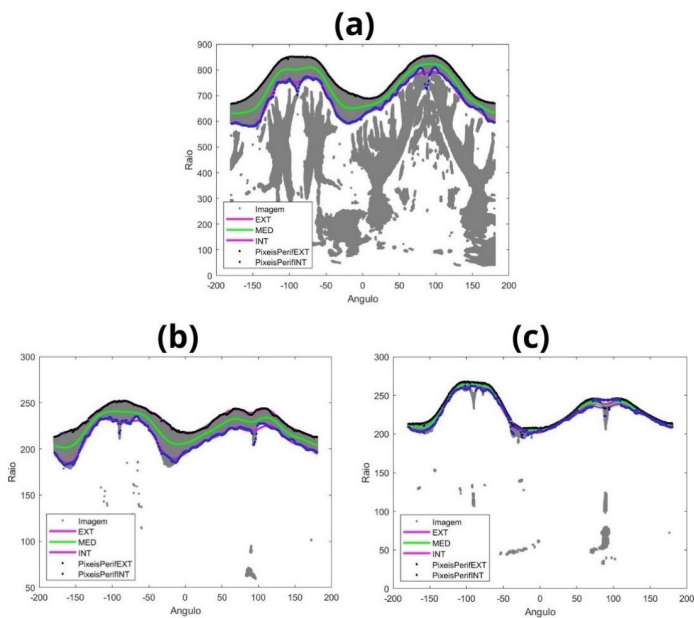 (a)
900
800
700
600
500
400
300
200
100
0
Raio
Imagem
EXT
MED
INT
PixeisPerifEXT
PixeisPerifINT
-200 -150 -100 -50 0 50 100 150 200
Angulo
(b)
300
250
200
150
100
50
Raio
Imagem
EXT
MED
INT
PixeisPerifEXT
PixeisPerifINT
-200 -150 -100 -50 0 50 100 150 200
Angulo
(c)
300
250
200
150
100
50
0
Raio
Imagem
EXT
MED
INT
PixeisPerifEXT
PixeisPerifINT
-200 -150 -100 -50 0 50 100 150 200
Angulo